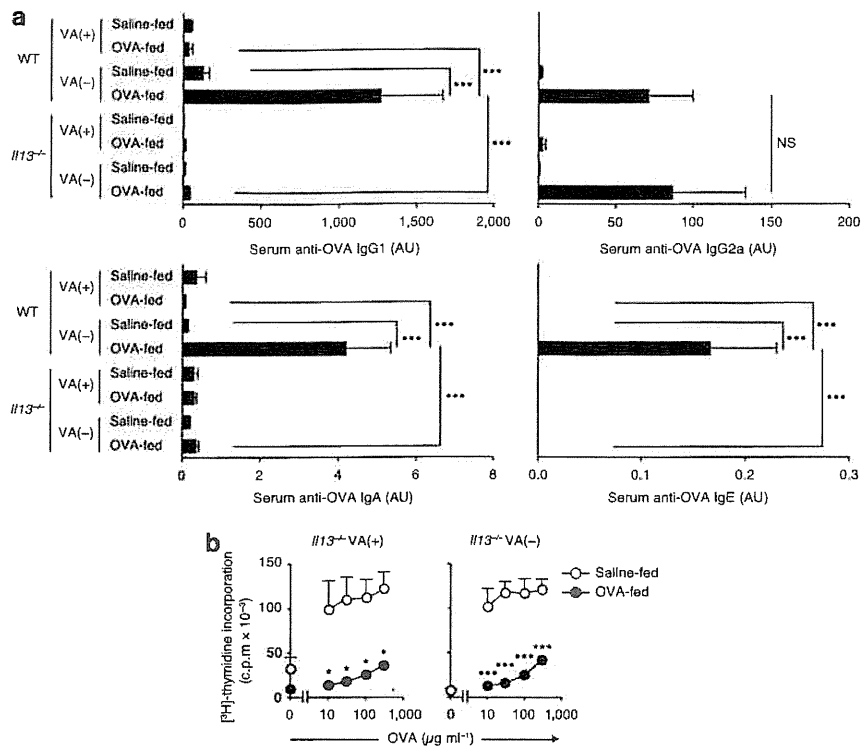 a
WT
VA(+)
Saline-fed
OVA-fed
VA(–)
Saline-fed
OVA-fed
Il13–/–
VA(+)
Saline-fed
OVA-fed
VA(–)
Saline-fed
OVA-fed
***
***
***
NS
0 500 1,000 1,500 2,000
0 50 100 150 200
Serum anti-OVA IgG1 (AU)
Serum anti-OVA IgG2a (AU)
WT
VA(+)
Saline-fed
OVA-fed
VA(–)
Saline-fed
OVA-fed
Il13–/–
VA(+)
Saline-fed
OVA-fed
VA(–)
Saline-fed
OVA-fed
***
***
***
***
***
***
0 2 4 6 8
0.0 0.1 0.2 0.3
Serum anti-OVA IgA (AU)
Serum anti-OVA IgE (AU)
b
Il13–/– VA(+)
Il13–/– VA(–)
Saline-fed
OVA-fed
[3H]-thymidine incorporation
(c.p.m × 10–3)
150
100
50
0
* * * *
*** *** *** ***
0 10 100 1,000
0 10 100 1,000
OVA (µg ml–1)